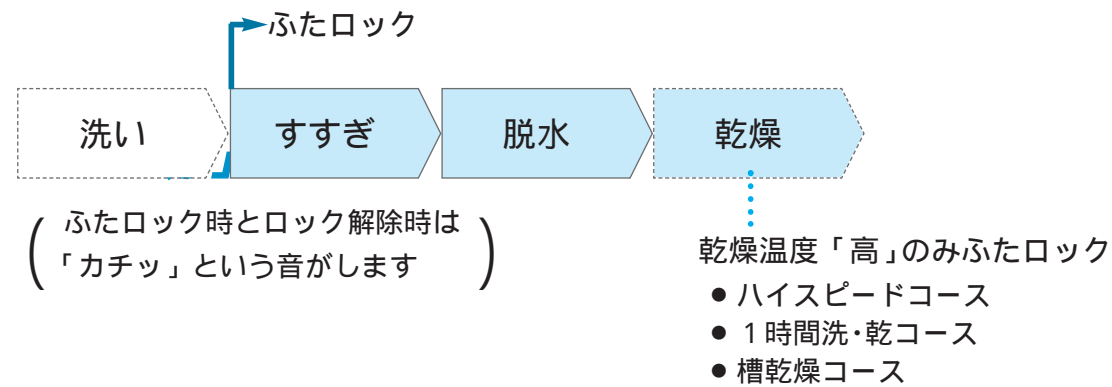 ふたロック
洗い
すすぎ
脱水
乾燥
(ふたロック時とロック解除時は
「カチッ」という音がします)
乾燥温度「高」のみふたロック
● ハイスピードコース
● 1時間洗・乾コース
● 槽乾燥コース